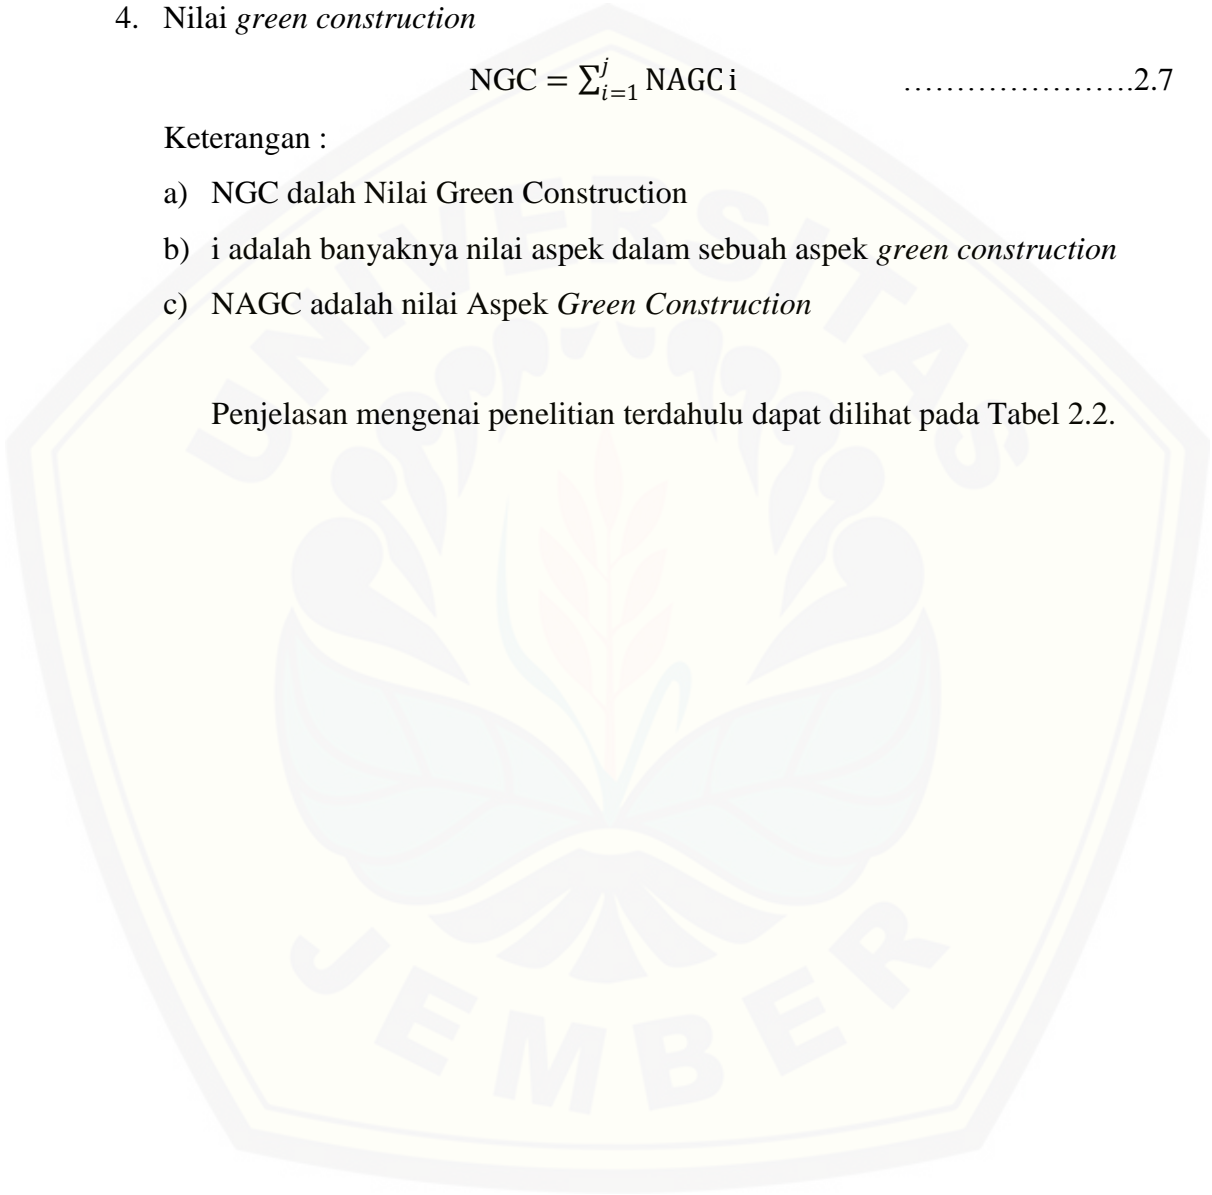 4. Nilai green construction
NGC = ∑_{i=1}^{j} NAGC i ………………….2.7
Keterangan :
a) NGC dalah Nilai Green Construction
b) i adalah banyaknya nilai aspek dalam sebuah aspek green construction
c) NAGC adalah nilai Aspek Green Construction
Penjelasan mengenai penelitian terdahulu dapat dilihat pada Tabel 2.2.
UNIVERSITAS
JEMBER